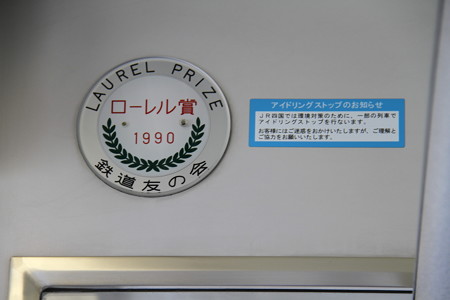 LAUREL PRIZE
ローレル賞
1990
鉄道友の会
アイドリングストップのお知らせ
JR四国では環境対策のために、一部の列車で
アイドリングストップを行ないます。
お客様にはご迷惑をおかけいたしますが、ご理解と
ご協力をお願いいたします。